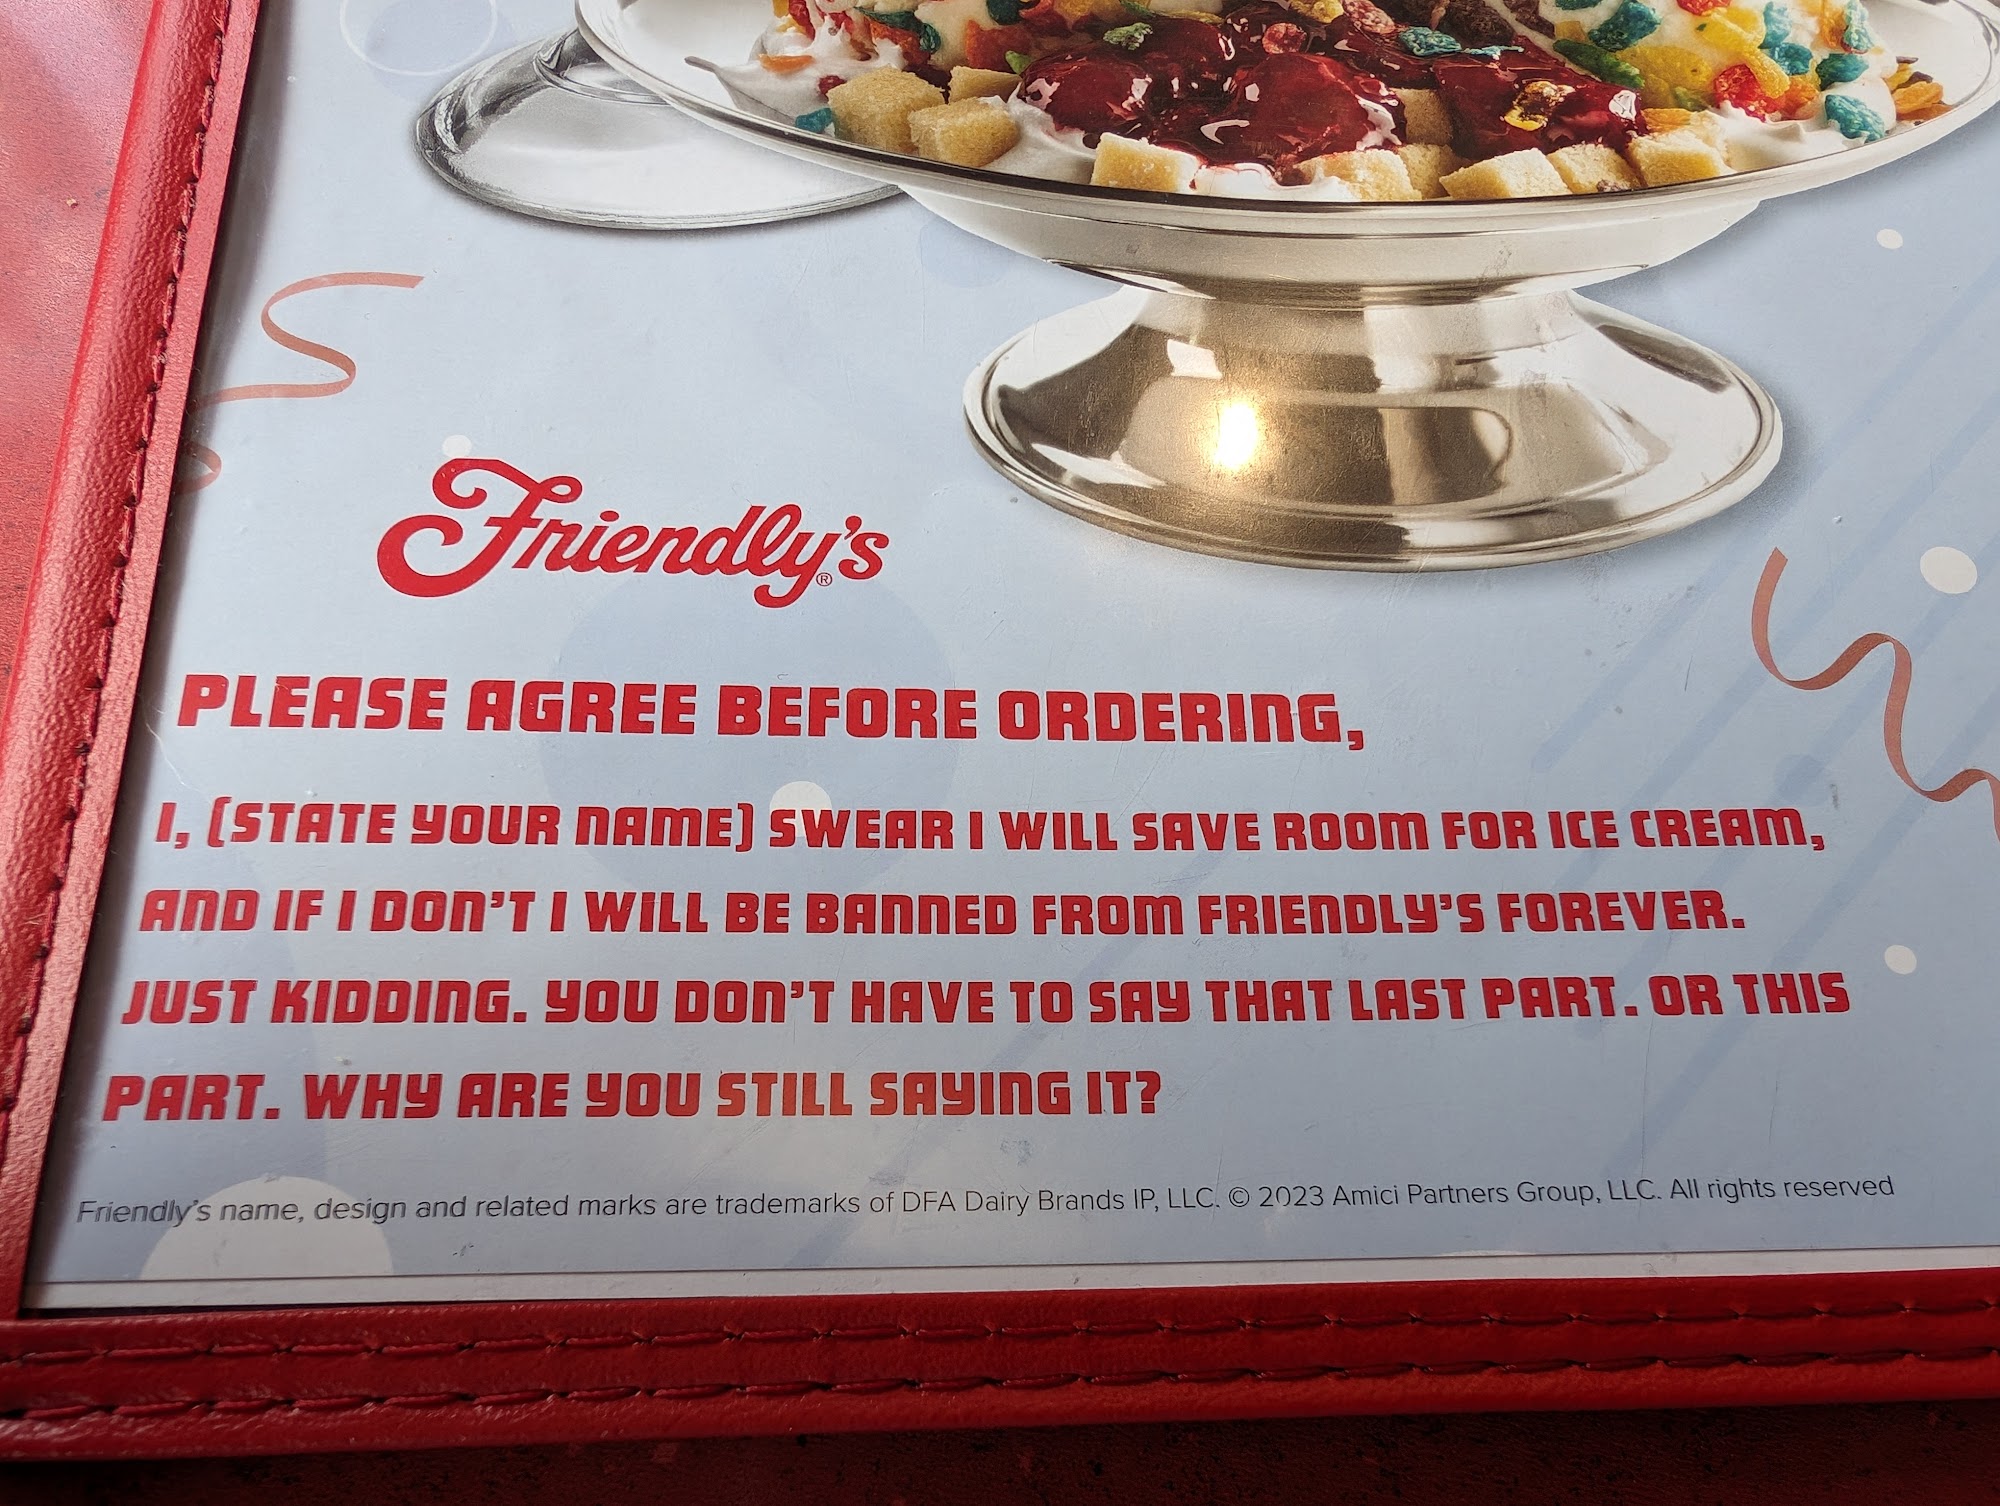 Friendly's®
PLEASE AGREE BEFORE ORDERING,
I, (STATE YOUR NAME) SWEAR I WILL SAVE ROOM FOR ICE CREAM,
AND IF I DON'T I WILL BE BANNED FROM FRIENDLY'S FOREVER.
JUST KIDDING. YOU DON'T HAVE TO SAY THAT LAST PART. OR THIS
PART. WHY ARE YOU STILL SAYING IT?
Friendly's name, design and related marks are trademarks of DFA Dairy Brands IP, LLC. © 2023 Amici Partners Group, LLC. All rights reserved